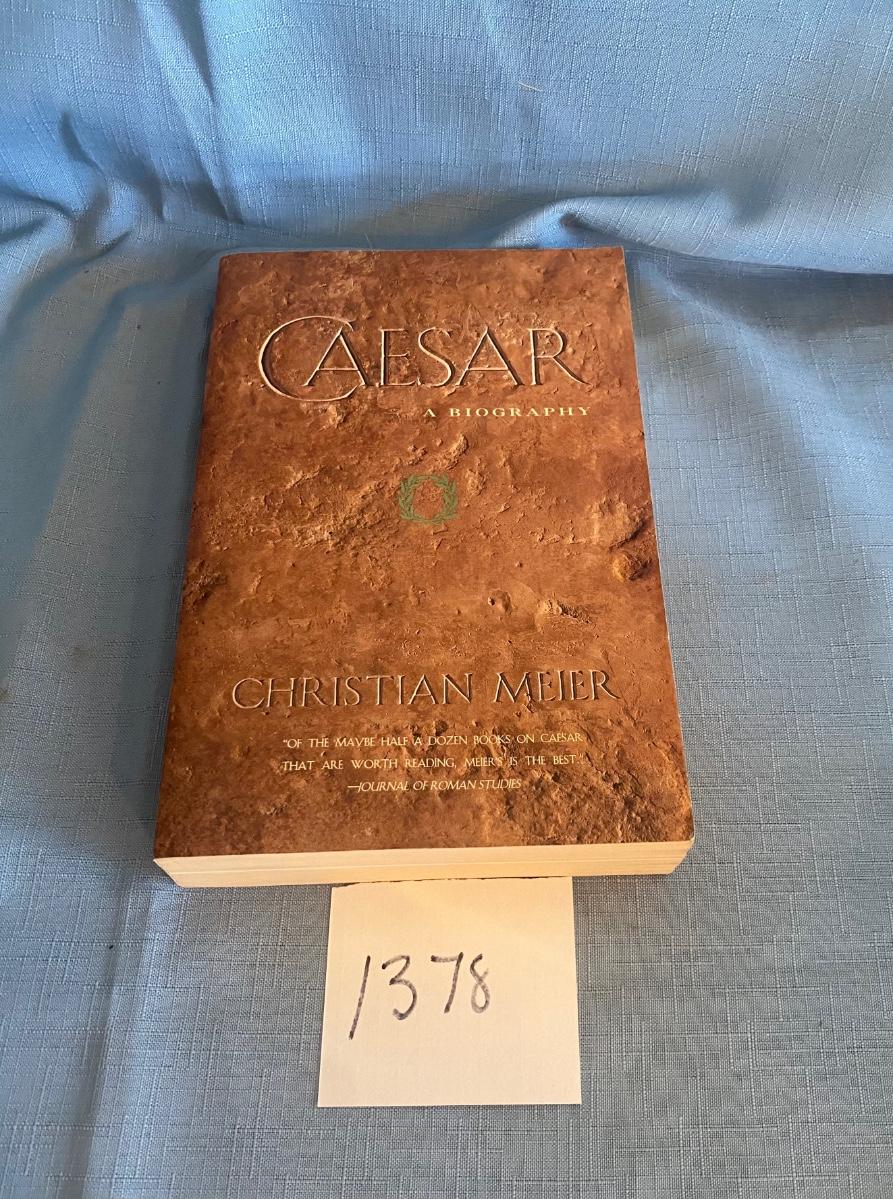 CAESAR
A BIOGRAPHY
CHRISTIAN MEIER
"OF THE MAYBE HALF A DOZEN BOOKS ON CAESAR
THAT ARE WORTH READING, MEIER'S IS THE BEST."
—JOURNAL OF ROMAN STUDIES
1378